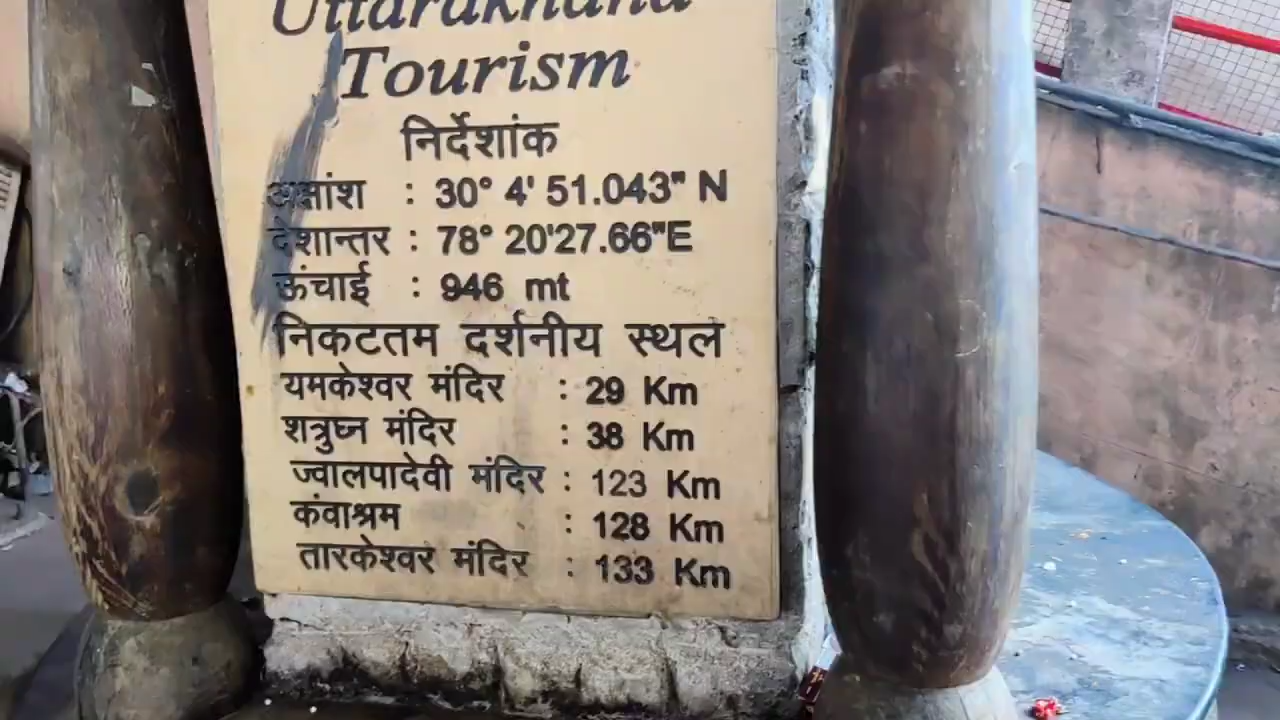 Uttarakhand
Tourism
निर्देशांक
अक्षांश : 30° 4' 51.043" N
देशान्तर : 78° 20'27.66"E
ऊंचाई : 946 mt
निकटतम दर्शनीय स्थल
यमकेश्वर मंदिर : 29 Km
शत्रुघ्न मंदिर : 38 Km
ज्वालपादेवी मंदिर : 123 Km
कंवाश्रम : 128 Km
तारकेश्वर मंदिर : 133 Km